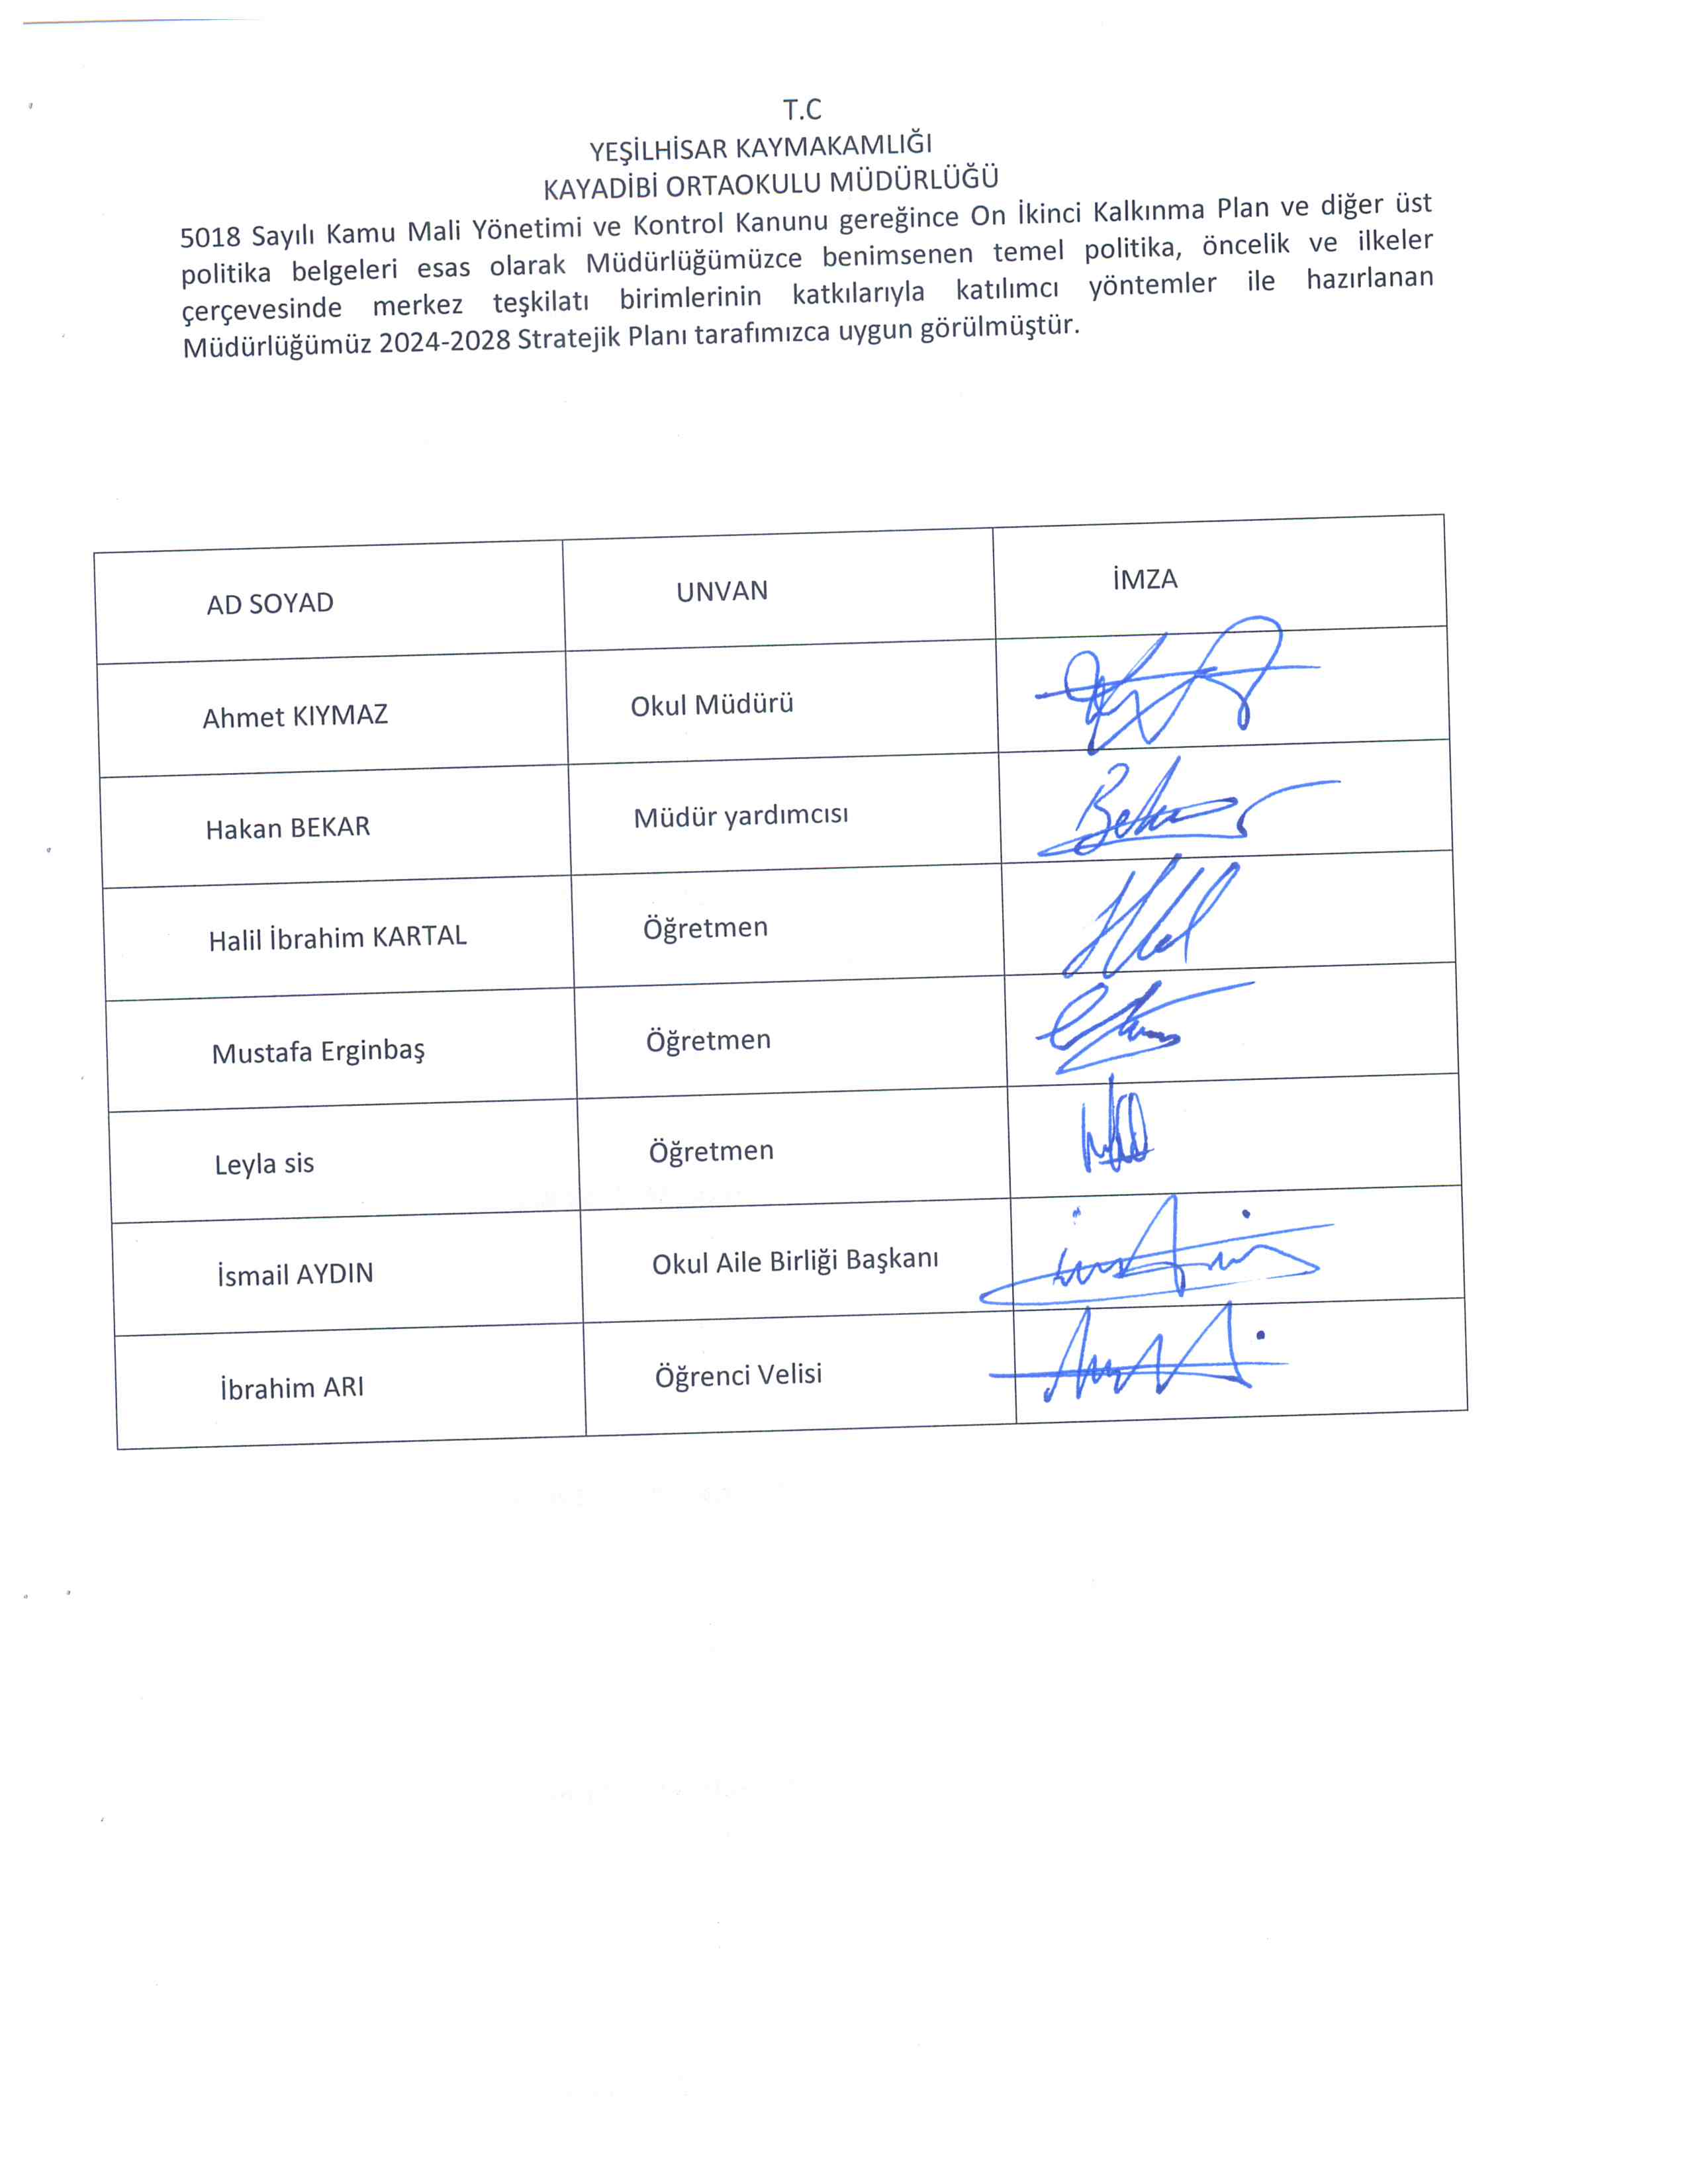 T.C
YEŞİLHİSAR KAYMAKAMLIĞI
KAYADİBİ ORTAOKULU MÜDÜRLÜĞÜ
5018 Sayılı Kamu Mali Yönetimi ve Kontrol Kanunu gereğince On İkinci Kalkınma Plan ve diğer üst
politika belgeleri esas olarak Müdürlüğümüzce benimsenen temel politika, öncelik ve ilkeler
çerçevesinde merkez teşkilatı birimlerinin katkılarıyla katılımcı yöntemler ile hazırlanan
Müdürlüğümüz 2024-2028 Stratejik Planı tarafımızca uygun görülmüştür.
AD SOYAD UNVAN İMZA
Ahmet KIYMAZ Okul Müdürü
Hakan BEKAR Müdür yardımcısı
Halil İbrahim KARTAL Öğretmen
Mustafa Erginbaş Öğretmen
Leyla sis Öğretmen
İsmail AYDIN Okul Aile Birliği Başkanı
İbrahim ARI Öğrenci Velisi